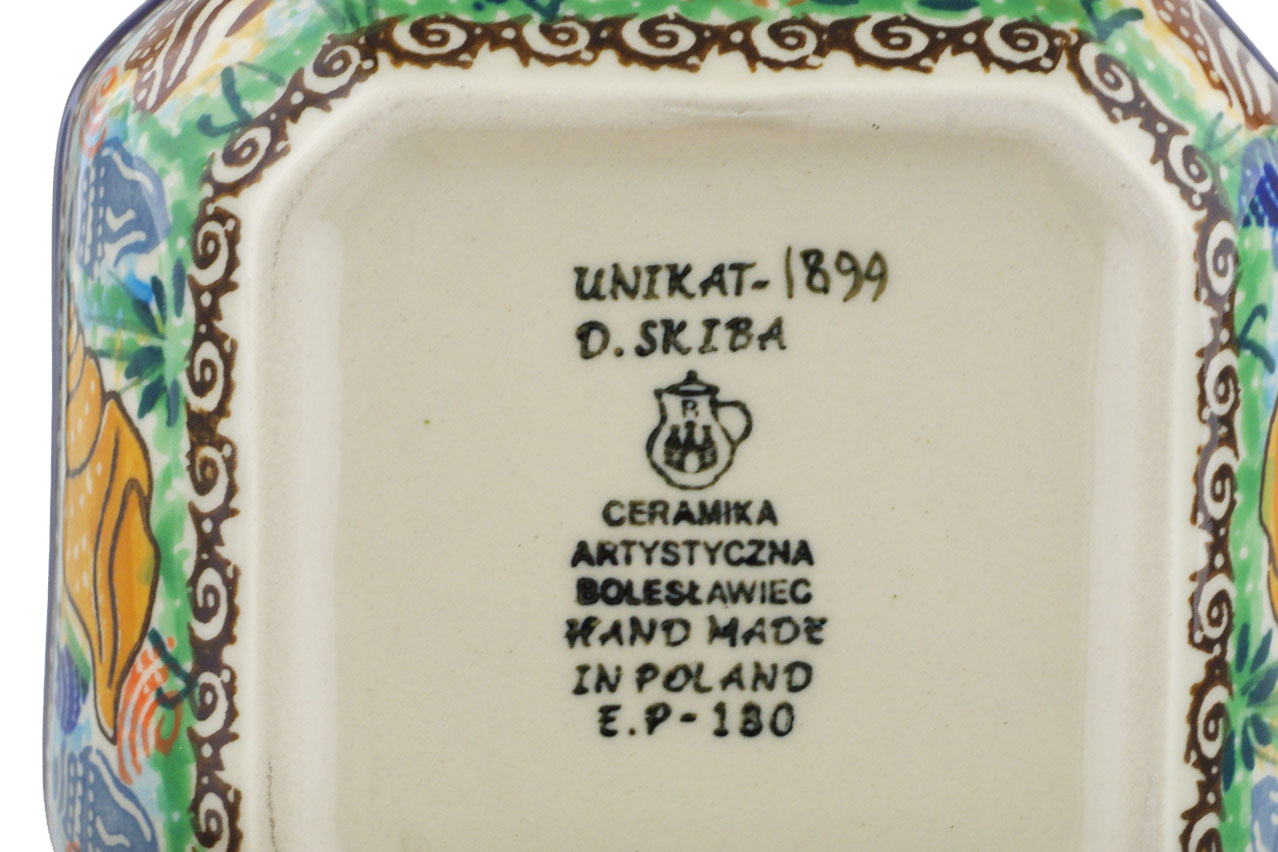 UNIKAT-1899
D. SKIBA
R
CERAMIKA
ARTYSTYCZNA
BOLESŁAWIEC
HAND MADE
IN POLAND
E.P-180